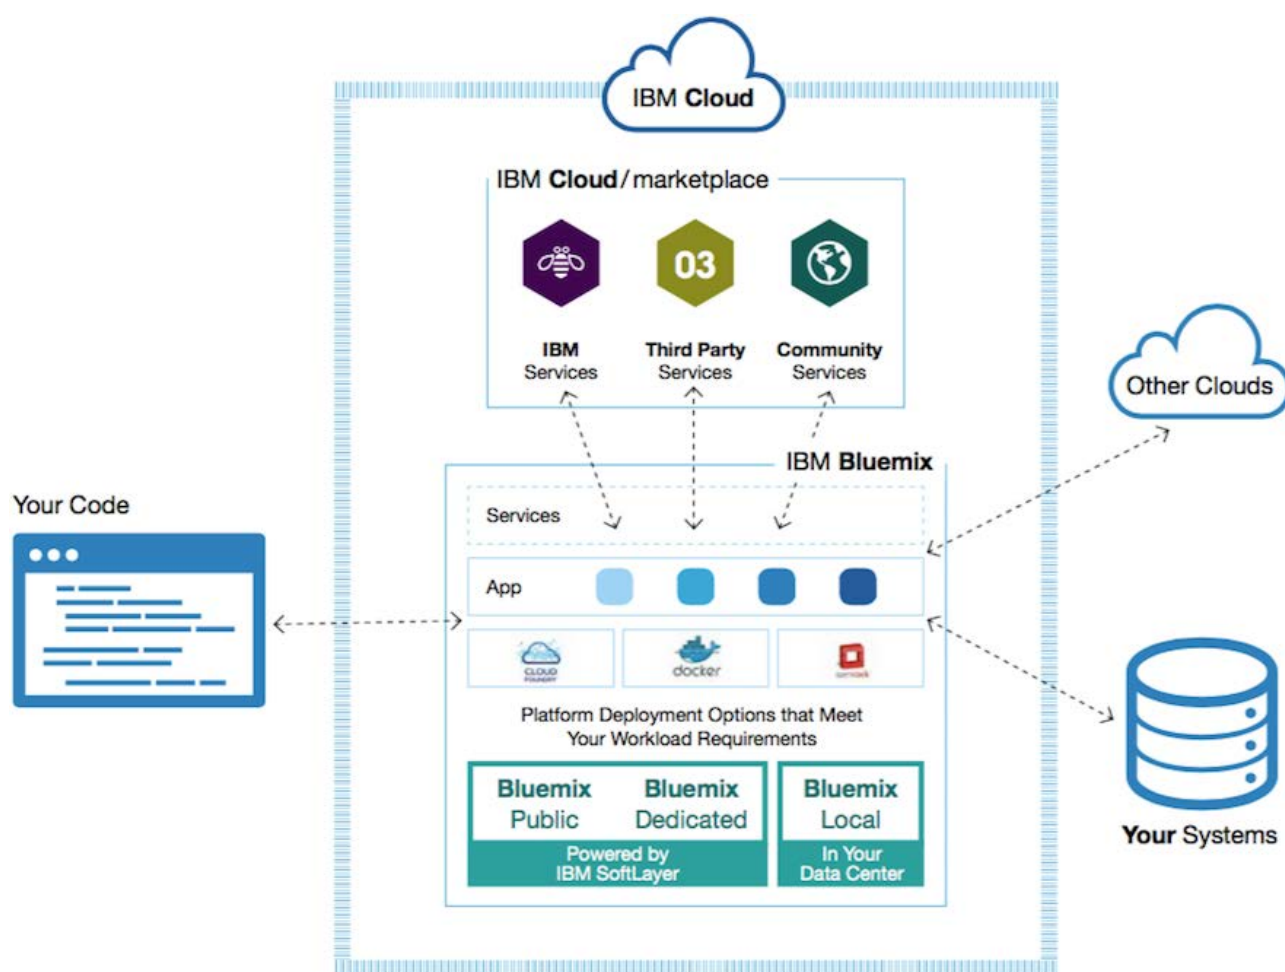 IBM Cloud
IBM Cloud/marketplace
03
IBM
Services
Third Party
Services
Community
Services
Other Clouds
IBM Bluemix
Your Code
Services
App
CLOUD
FOUNDRY
docker
Platform Deployment Options that Meet
Your Workload Requirements
Bluemix
Public
Bluemix
Dedicated
Bluemix
Local
Powered by
IBM SoftLayer
In Your
Data Center
Your Systems